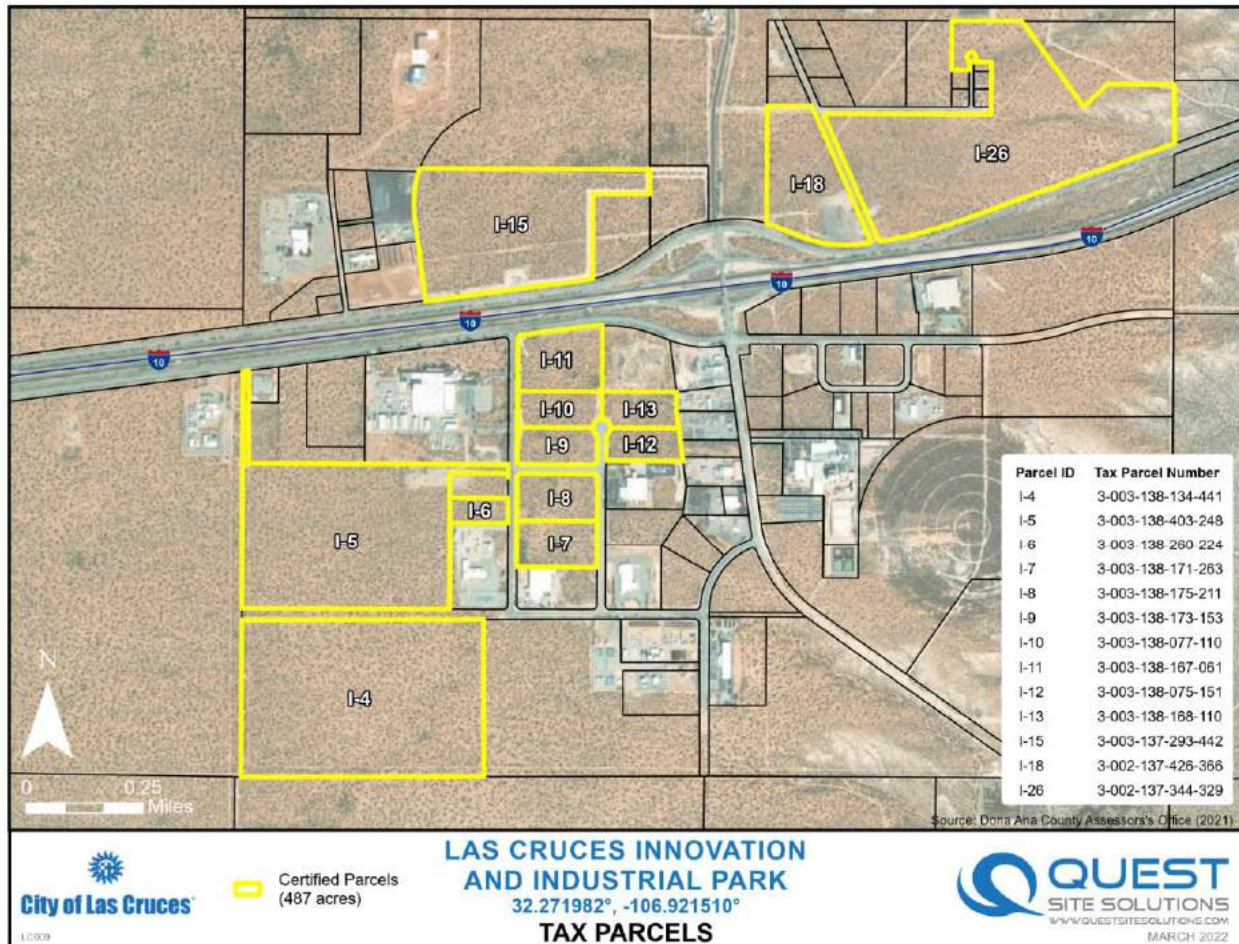 I-26
I-18
I-15
10
10
10
10
I-11
I-10
I-13
I-9
I-12
I-8
I-6
I-5
I-7
I-4
N
0 0.25
Miles
Parcel ID Tax Parcel Number
I-4 3-003-138-134-441
I-5 3-003-138-403-248
I-6 3-003-138-260-224
I-7 3-003-138-171-263
I-8 3-003-138-175-211
I-9 3-003-138-173-153
I-10 3-003-138-077-110
I-11 3-003-138-167-061
I-12 3-003-138-075-151
I-13 3-003-138-168-110
I-15 3-003-137-293-442
I-18 3-002-137-426-366
I-26 3-002-137-344-329
Source: Dona Ana County Assessors's Office (2021)
City of Las Cruces
LC009
Certified Parcels
(487 acres)
LAS CRUCES INNOVATION
AND INDUSTRIAL PARK
32.271982°, -106.921510°
TAX PARCELS
QUEST
SITE SOLUTIONS
WWW.QUESTSITESOLUTIONS.COM
MARCH 2022